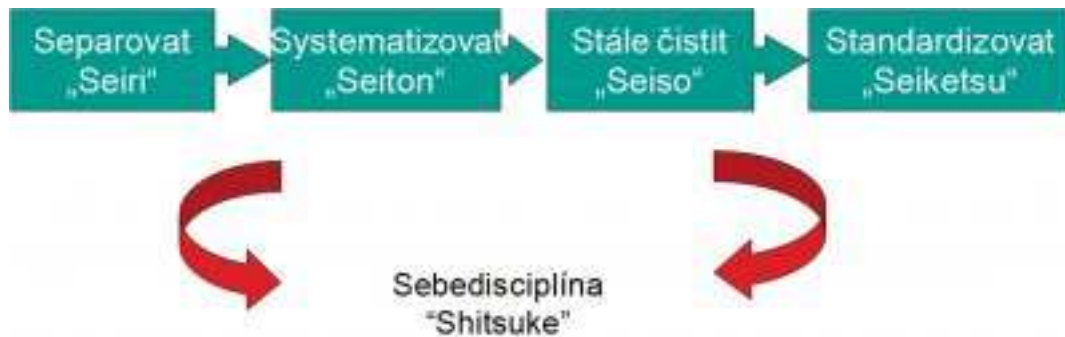 Separovat
„Seiri“
Systematizovat
„Seiton“
Stále čistit
„Seiso“
Standardizovat
„Seiketsu“
Sebedisciplína
“Shitsuke”